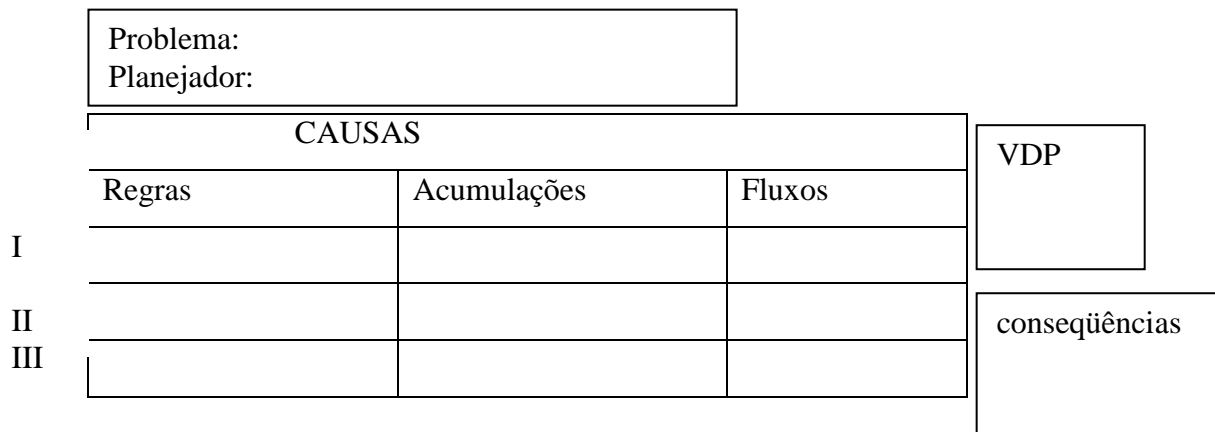 Problema:
Planejador:
CAUSAS
VDP
Regras Acumulações Fluxos
I
II
conseqüências
III